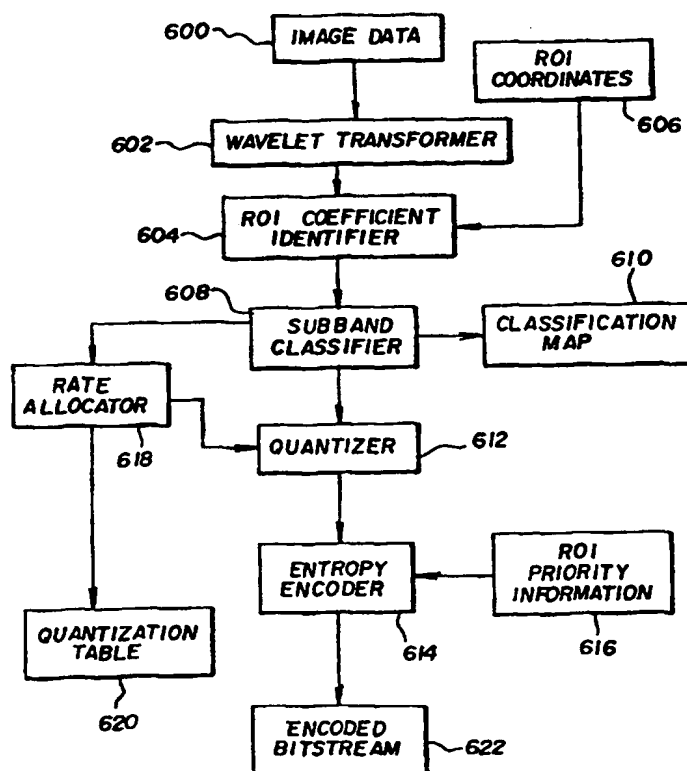 600
IMAGE DATA
ROI
COORDINATES
606
602
WAVELET TRANSFORMER
604
ROI COEFFICIENT
IDENTIFIER
608
SUBBAND
CLASSIFIER
610
CLASSIFICATION
MAP
RATE
ALLOCATOR
618
QUANTIZER
612
ENTROPY
ENCODER
614
ROI
PRIORITY
INFORMATION
616
QUANTIZATION
TABLE
620
ENCODED
BITSTREAM
622